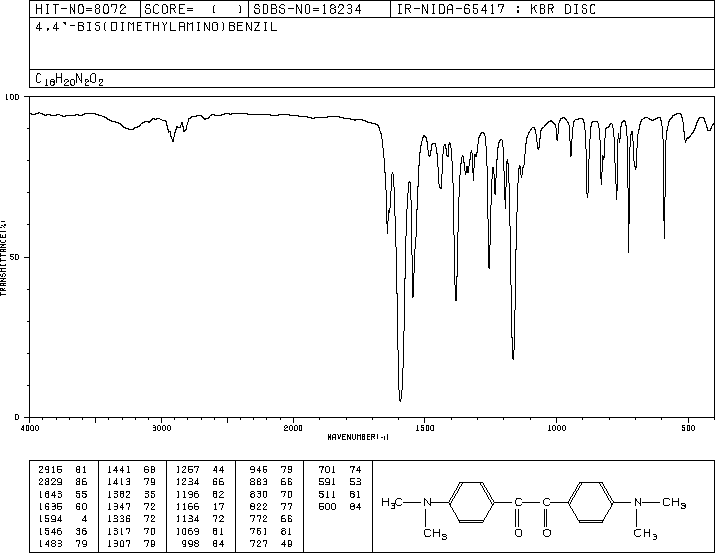 HIT-NO=8072 SCORE= ( ) SDBS-NO=18234 IR-NIDA-65417 : KBR DISC
4,4'-BIS(DIMETHYLAMINO)BENZIL
C18H20N2O2
100
50
0
TRANSMITTANCE(%)
4000 3000 2000 1500 1000 500
WAVENUMBER(-1)
2915 81 1441 68 1257 44 946 79 701 74
2829 86 1413 79 1234 66 883 66 591 53
1643 55 1382 35 1196 62 830 70 511 81
1635 60 1347 72 1166 17 822 77 500 84
1594 4 1336 72 1134 72 772 66
1546 36 1317 70 1069 81 761 81
1483 79 1307 79 998 84 727 49
H3C N CH3 C C O O N CH3 CH3